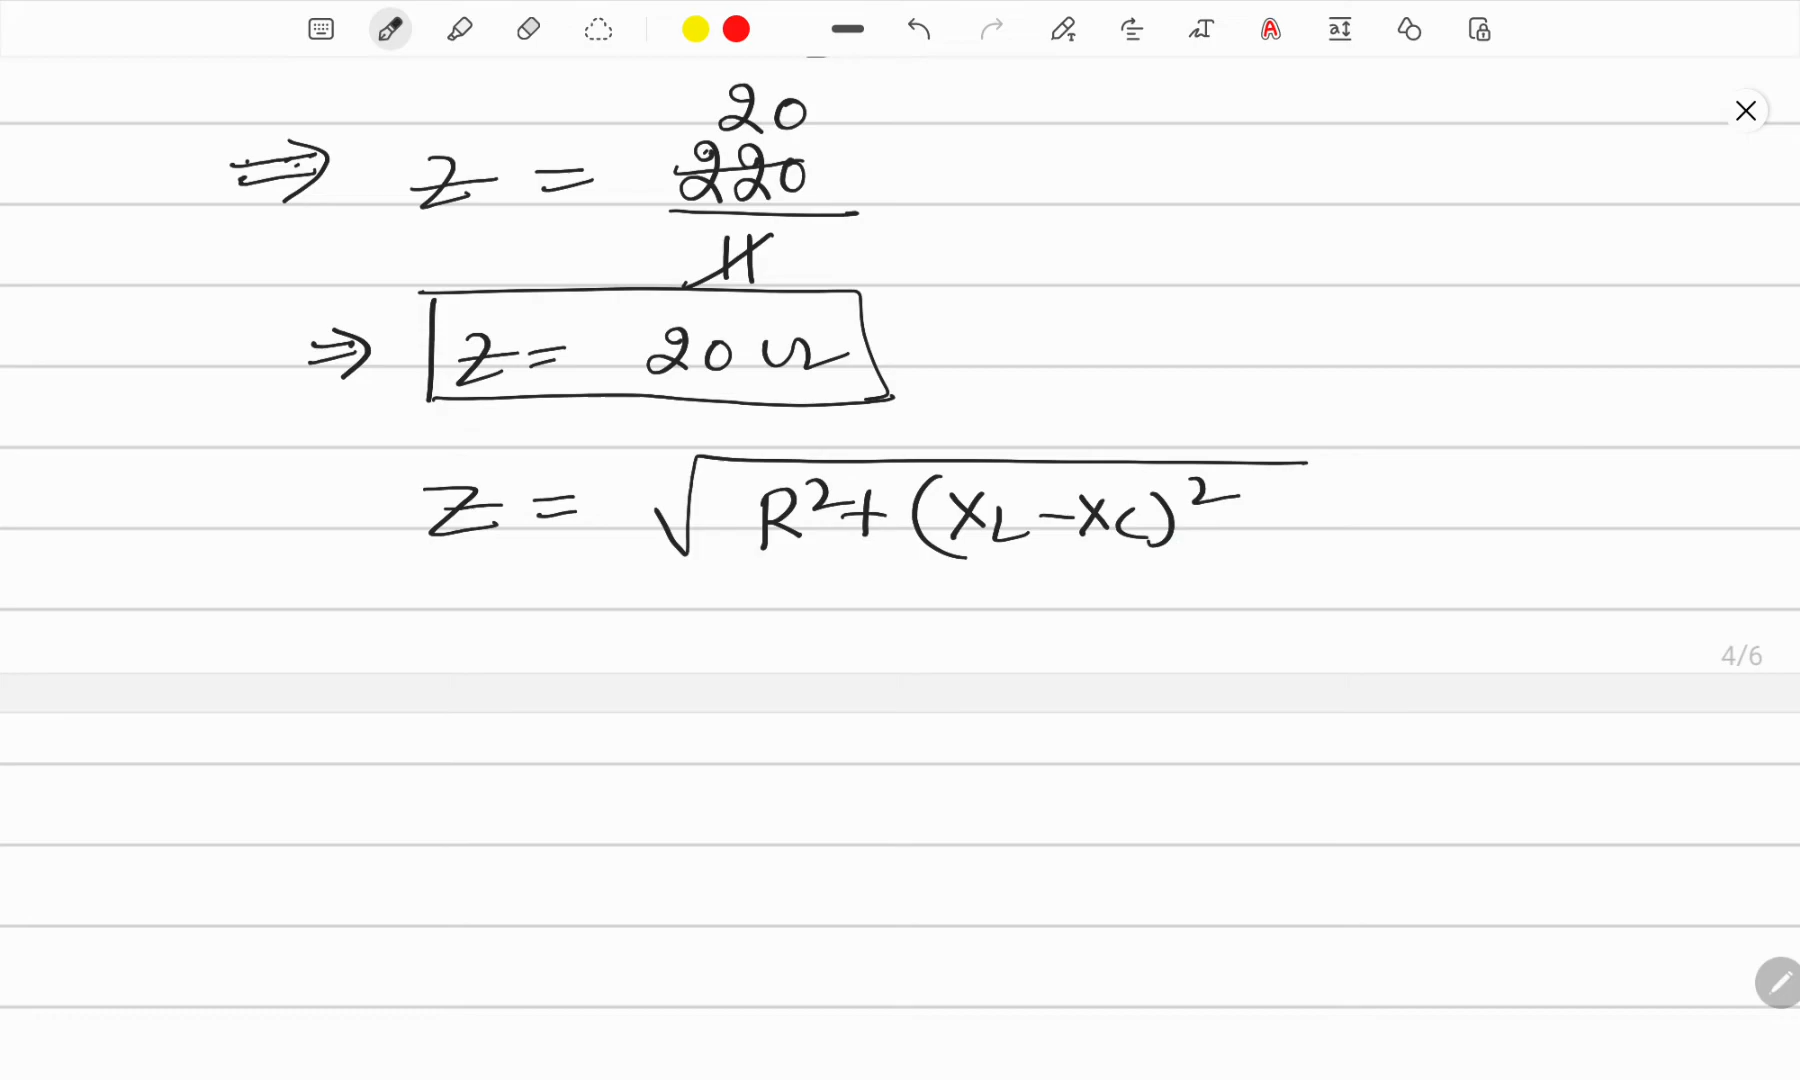 20
⇒ Z = 220
11
⇒ Z = 20 Ω
Z = √R²+(XL-XC)²
4/6